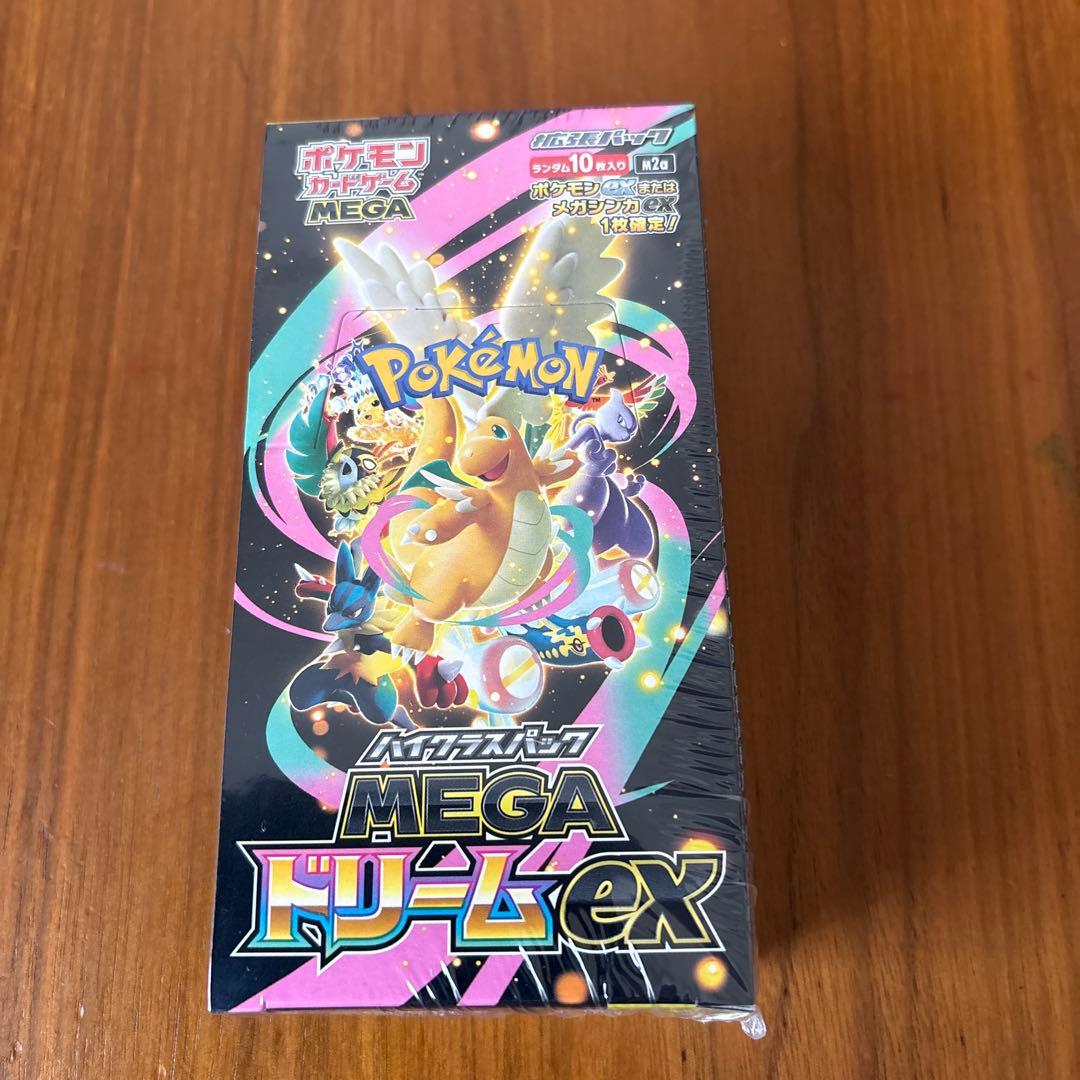 ポケモン
カードゲーム
MEGA
拡張パック
ランダム10枚入り M2a
ポケモンexまたは
メガシンカex
1枚確定!
POKéMON
TM
ハイクラスパック
MEGA
ドリームex